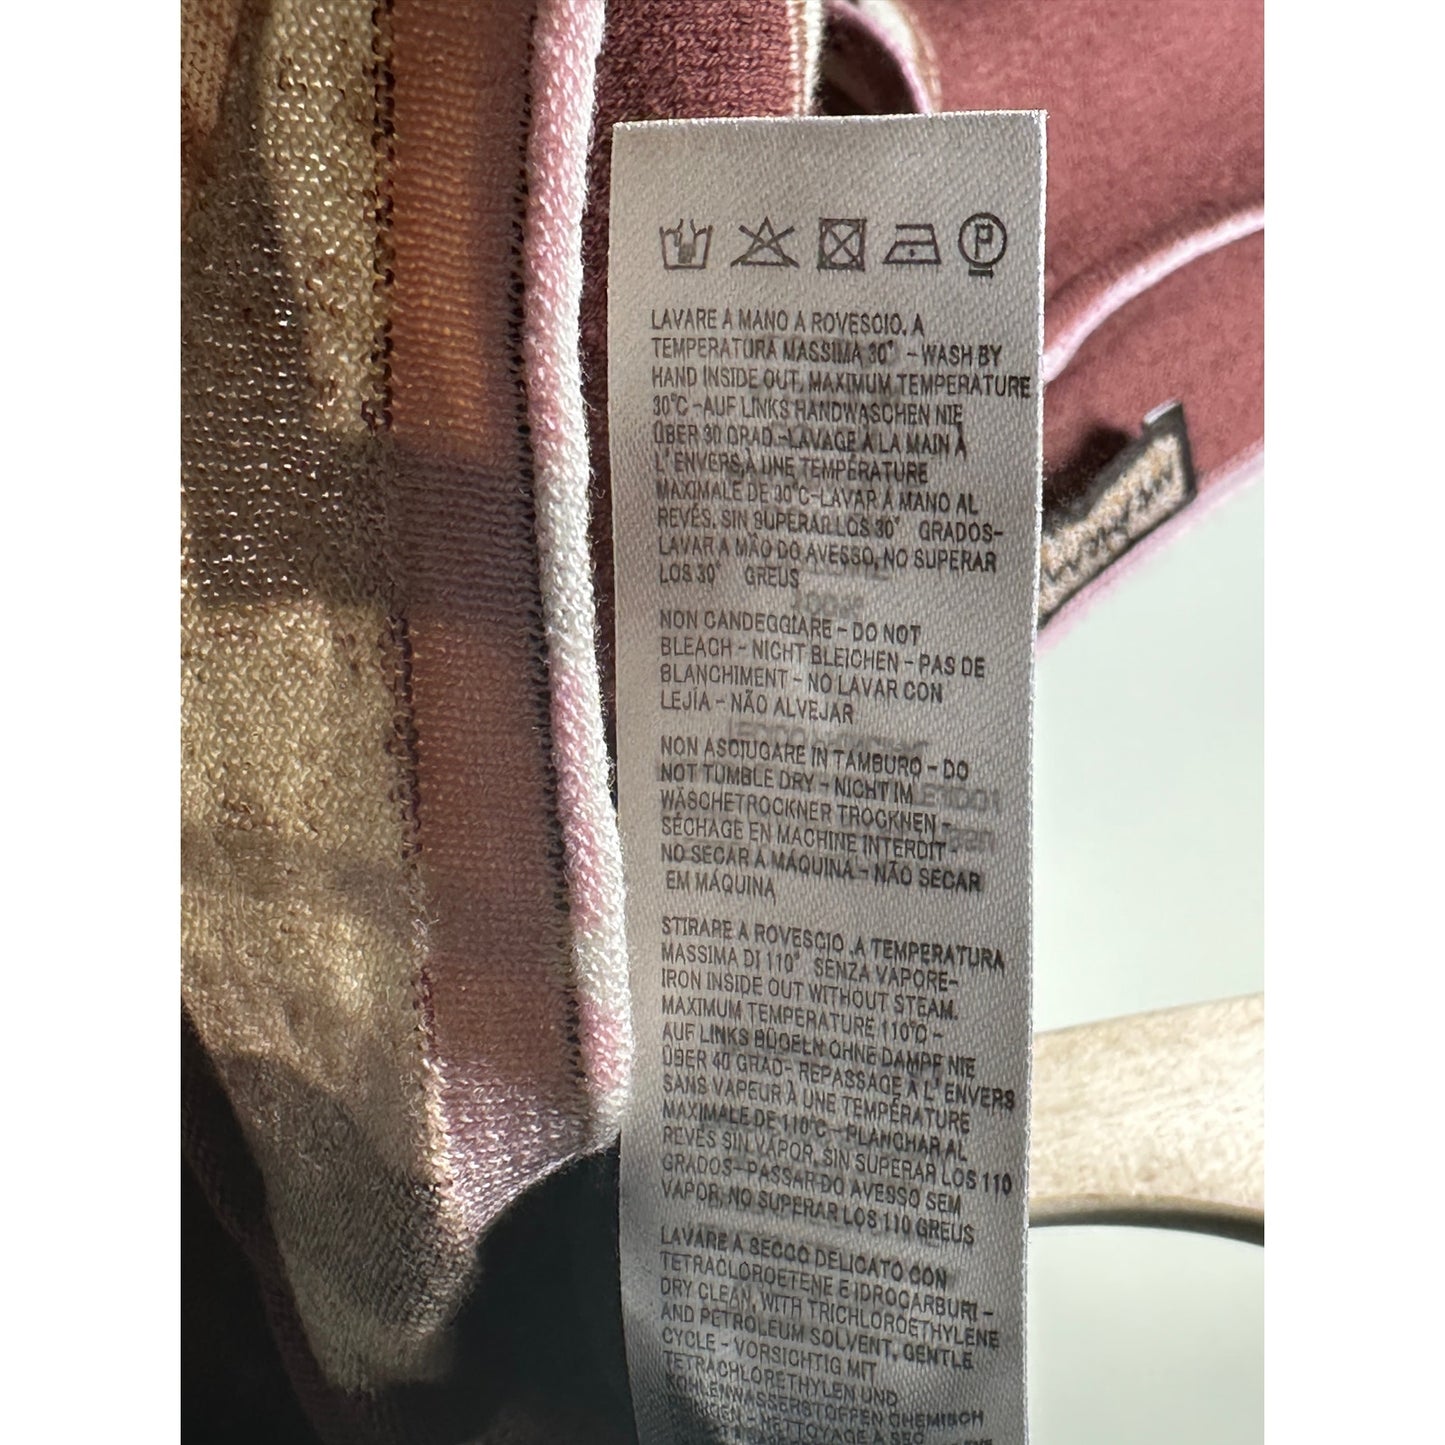 P
LAVARE A MANO A ROVESCIO. A
TEMPERATURA MASSIMA 30° - WASH BY
HAND INSIDE OUT, MAXIMUM TEMPERATURE
30°C -AUF LINKS HANDWASCHEN NIE
ÜBER 30 GRAD.-LAVAGE À LA MAIN À
L' ENVERS,À UNE TEMPÉRATURE
MAXIMALE DE 30°C-LAVAR A MANO AL
REVÉS, SIN SUPERAR LOS 30° GRADOS-
LAVAR A MÃO DO AVESSO, NO SUPERAR
LOS 30° GREUS
NON CANDEGGIARE - DO NOT
BLEACH - NICHT BLEICHEN - PAS DE
BLANCHIMENT - NO LAVAR CON
LEJÍA - NÃO ALVEJAR
NON ASCIUGARE IN TAMBURO - DO
NOT TUMBLE DRY - NICHT IM
WÄSCHETROCKNER TROCKNEN -
SÉCHAGE EN MACHINE INTERDIT-
NO SECAR A MÁQUINA - NÃO SECAR
EM MÁQUINA
STIRARE A ROVESCIO .A TEMPERATURA
MASSIMA DI 110° SENZA VAPORE-
IRON INSIDE OUT WITHOUT STEAM.
MAXIMUM TEMPERATURE 110°C -
AUF LINKS BÜGELN OHNE DAMPF NIE
ÜBER 40 GRAD- REPASSAGE À L' ENVERS
SANS VAPEUR À UNE TEMPÉRATURE
MAXIMALE DE 110°C -PLANCHAR AL
REVÉS SIN VAPOR, SIN SUPERAR LOS 110
GRADOS-PASSAR DO AVESSO SEM
VAPOR, NO SUPERAR LOS 110 GREUS
LAVARE A SECCO DELICATO CON
TETRACLOROETENE E IDROCARBURI -
DRY CLEAN, WITH TRICHLOROETHYLENE
AND PETROLEUM SOLVENT, GENTLE
CYCLE - VORSICHTIG MIT
TETRACHLORETHYLEN UND
KOHLENWASSERSTOFFEN CHEMISCH
- NETTOYAGE A SEC